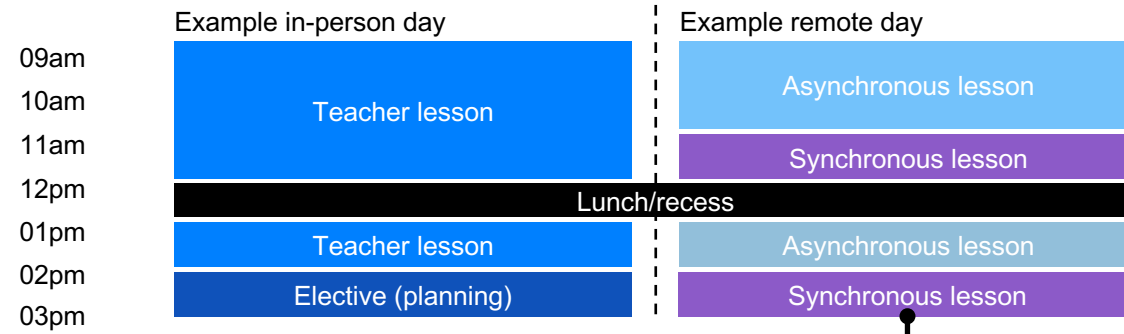 Example in-person day
Example remote day
09am
10am
11am
12pm
01pm
02pm
03pm
Teacher lesson
Asynchronous lesson
Synchronous lesson
Lunch/recess
Teacher lesson
Asynchronous lesson
Elective (planning)
Synchronous lesson